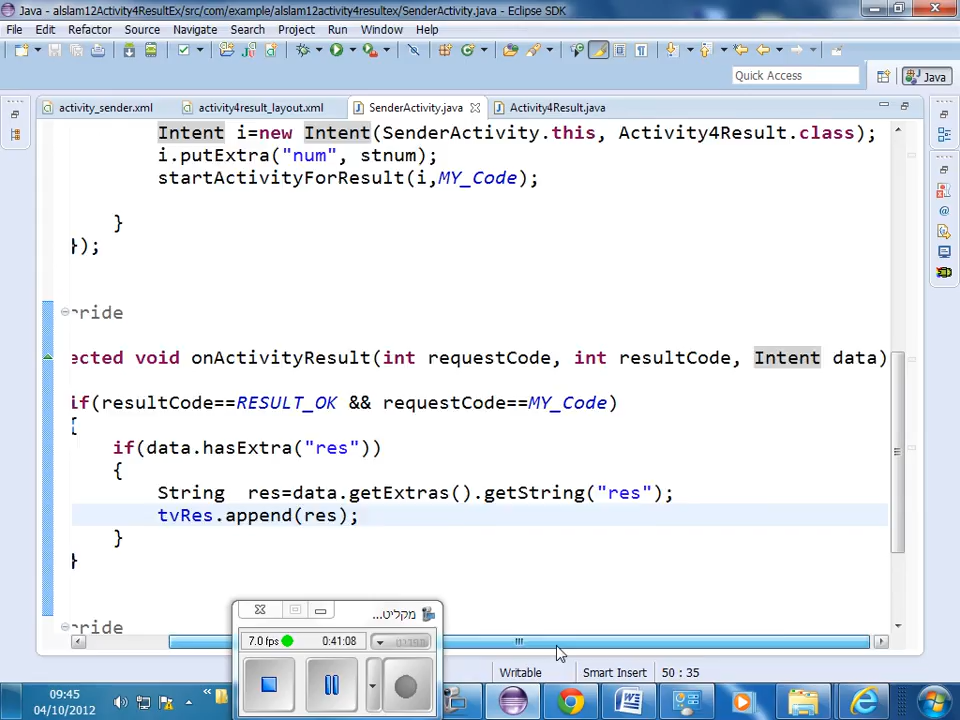 Java - alslam12Activity4ResultEx/src/com/example/alslam12activity4resultex/SenderActivity.java - Eclipse SDK
File Edit Refactor Source Navigate Search Project Run Window Help
Quick Access
Java
activity_sender.xml activity4result_layout.xml SenderActivity.java Activity4Result.java
Intent i=new Intent(SenderActivity.this, Activity4Result.class);
i.putExtra("num", stnum);
startActivityForResult(i,MY_Code);
}
});
rride
ected void onActivityResult(int requestCode, int resultCode, Intent data)
if(resultCode==RESULT_OK && requestCode==MY_Code)
{
if(data.hasExtra("res"))
{
String  res=data.getExtras().getString("res");
tvRes.append(res);
}
}
rride
מקליט...
7.0 fps 0:41:08 תפריט
Writable Smart Insert 50 : 35
09:45
04/10/2012